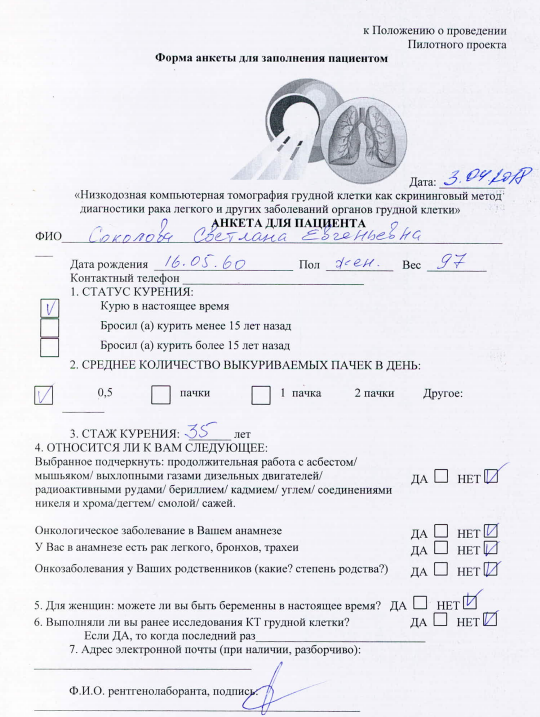 к Положению о проведении
Пилотного проекта
Форма анкеты для заполнения пациентом
Дата: 3.04.2018
«Низкодозная компьютерная томография грудной клетки как скрининговый метод
диагностики рака легкого и других заболеваний органов грудной клетки»
АНКЕТА ДЛЯ ПАЦИЕНТА
ФИО Соколова Светлана Евгеньевна
Дата рождения 16.05.60 Пол жен. Вес 97
Контактный телефон
1. СТАТУС КУРЕНИЯ:
Курю в настоящее время
Бросил (а) курить менее 15 лет назад
Бросил (а) курить более 15 лет назад
2. СРЕДНЕЕ КОЛИЧЕСТВО ВЫКУРИВАЕМЫХ ПАЧЕК В ДЕНЬ:
0,5 пачки 1 пачка 2 пачки Другое:
3. СТАЖ КУРЕНИЯ: 35 лет
4. ОТНОСИТСЯ ЛИ К ВАМ СЛЕДУЮЩЕЕ:
Выбранное подчеркнуть: продолжительная работа с асбестом/
мышьяком/ выхлопными газами дизельных двигателей/ ДА НЕТ
радиоактивными рудами/ бериллием/ кадмием/ углем/ соединениями
никеля и хрома/дегтем/ смолой/ сажей.
Онкологическое заболевание в Вашем анамнезе ДА НЕТ
У Вас в анамнезе есть рак легкого, бронхов, трахеи ДА НЕТ
Онкозаболевания у Ваших родственников (какие? степень родства?) ДА НЕТ
5. Для женщин: можете ли вы быть беременны в настоящее время? ДА НЕТ
6. Выполняли ли вы ранее исследования КТ грудной клетки? ДА НЕТ
Если ДА, то когда последний раз
7. Адрес электронной почты (при наличии, разборчиво):
Ф.И.О. рентгенолаборанта, подпись: